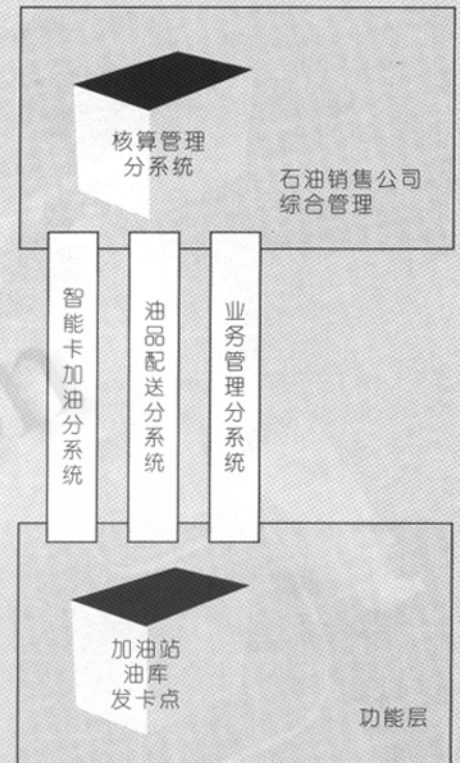 核算管理
分系统
石油销售公司
综合管理
智能卡加油分系统
油品配送分系统
业务管理分系统
加油站
油库
发卡点
功能层